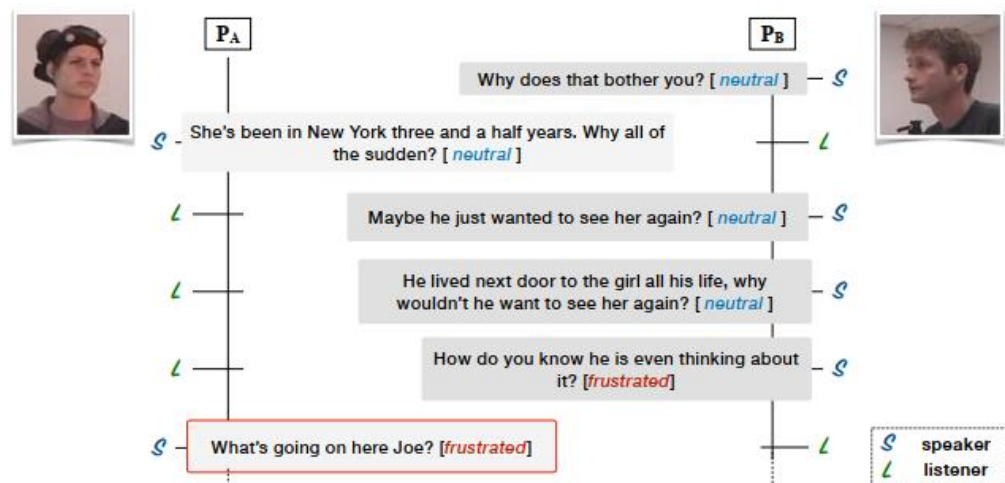 P_A
P_B
Why does that bother you? [ neutral ]
S
S
She's been in New York three and a half years. Why all of
the sudden? [ neutral ]
L
L
Maybe he just wanted to see her again? [ neutral ]
S
L
He lived next door to the girl all his life, why
wouldn't he want to see her again? [ neutral ]
S
L
How do you know he is even thinking about
it? [frustrated]
S
S
What's going on here Joe? [frustrated]
L
S speaker
L listener